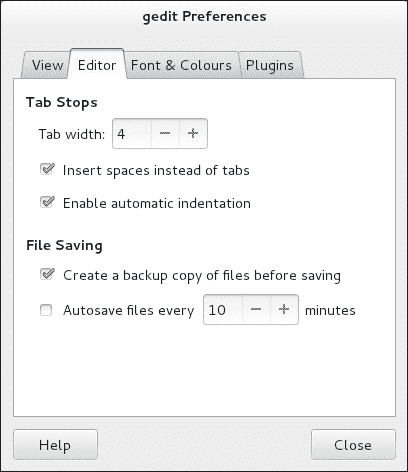 gedit Preferences
View Editor Font & Colours Plugins
Tab Stops
Tab width: 4 − +
Insert spaces instead of tabs
Enable automatic indentation
File Saving
Create a backup copy of files before saving
Autosave files every 10 − + minutes
Help Close